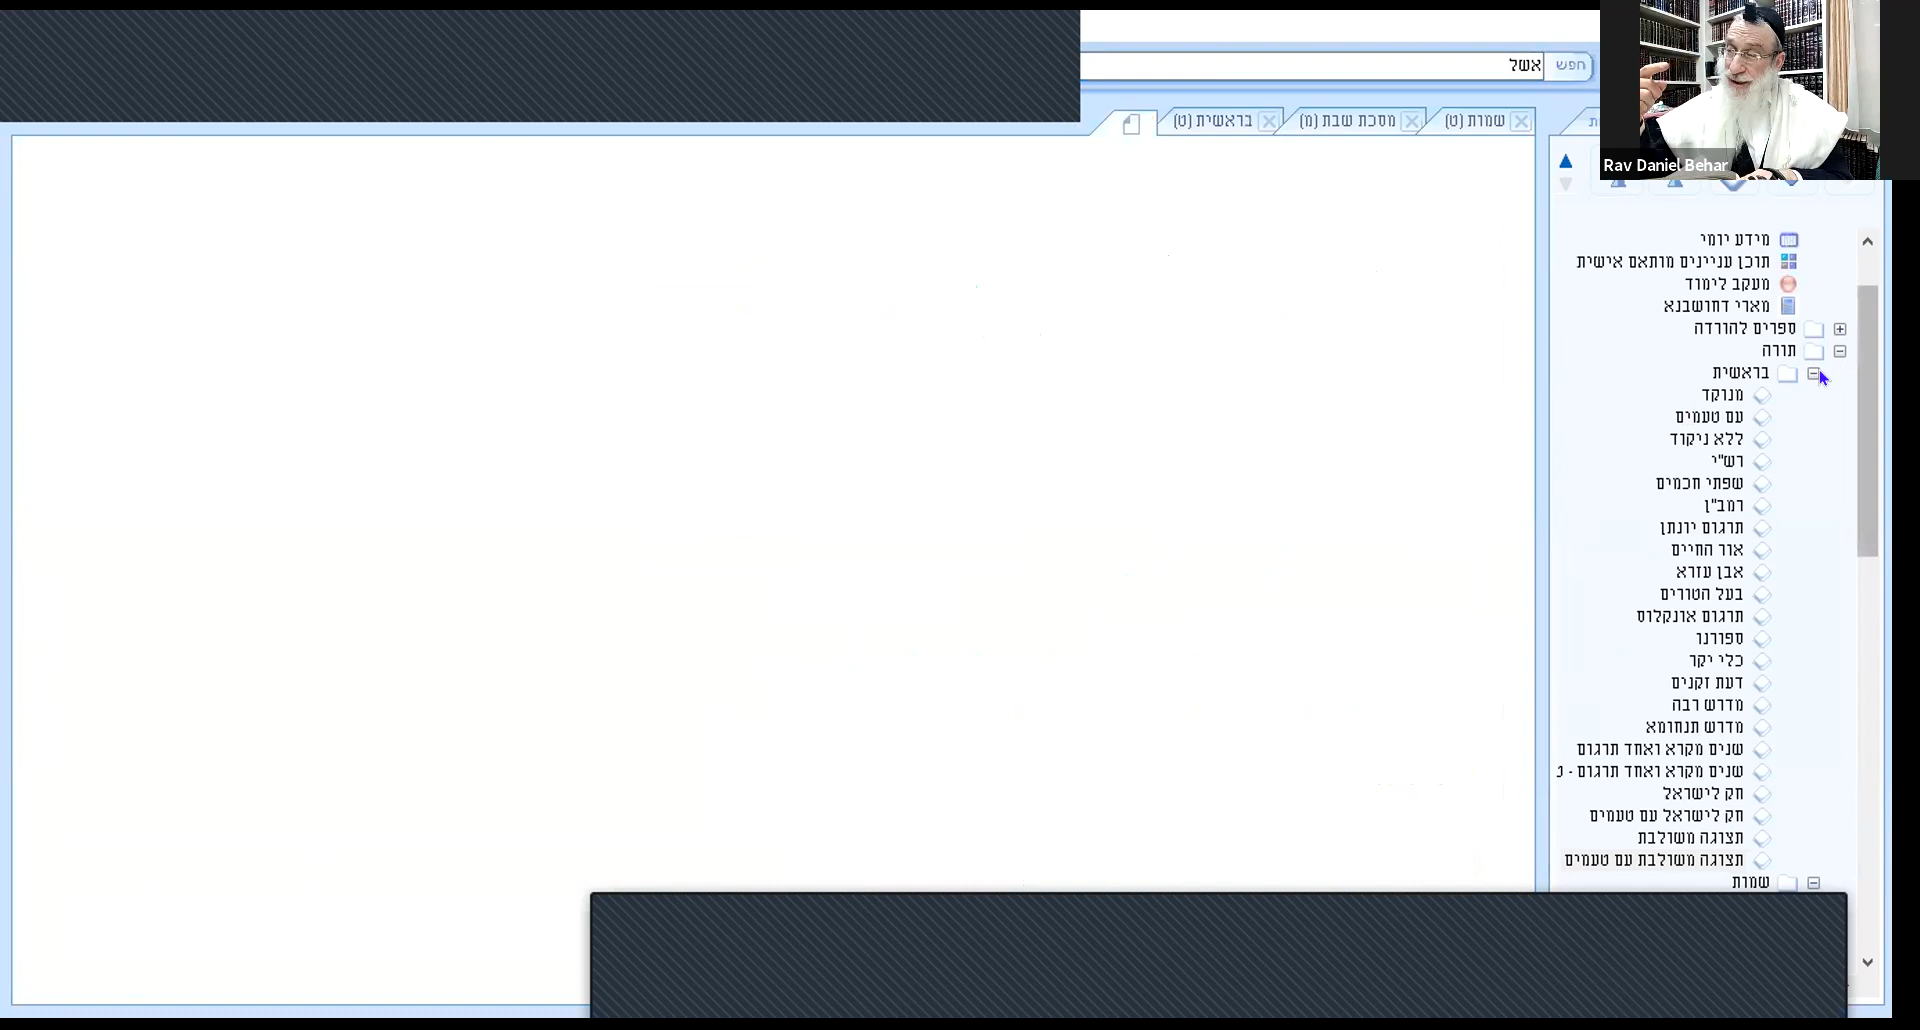 אשל
חפש
שמות (ט)
מסכת שבת (מ)
בראשית (ט)
Rav Daniel Behar
מידע יומי
תוכן עניינים מותאם אישית
מעקב לימוד
מארי דחושבנא
ספרים להורדה
תורה
בראשית
מנוקד
עם טעמים
ללא ניקוד
רש"י
שפתי חכמים
רמב"ן
תרגום יונתן
אור החיים
אבן עזרא
בעל הטורים
תרגום אונקלוס
ספורנו
כלי יקר
דעת זקנים
מדרש רבה
מדרש תנחומא
שנים מקרא ואחד תרגום
שנים מקרא ואחד תרגום -
חק לישראל
חק לישראל עם טעמים
תצוגה משולבת
תצוגה משולבת עם טעמים
שמות